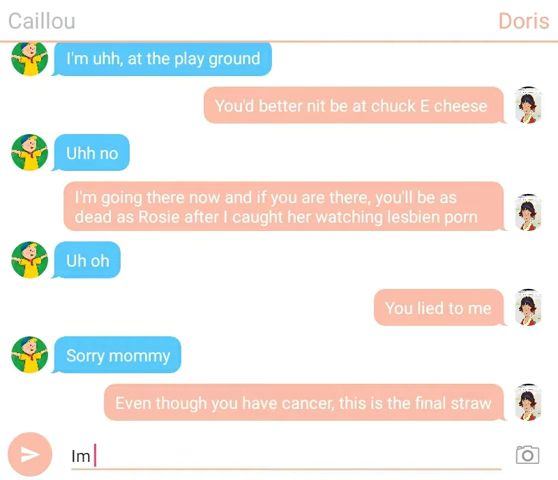 Caillou
Doris
I'm uhh, at the play ground
You'd better nit be at chuck E cheese
Uhh no
I'm going there now and if you are there, you'll be as
dead as Rosie after I caught her watching lesbien porn
Uh oh
You lied to me
Sorry mommy
Even though you have cancer, this is the final straw
Im